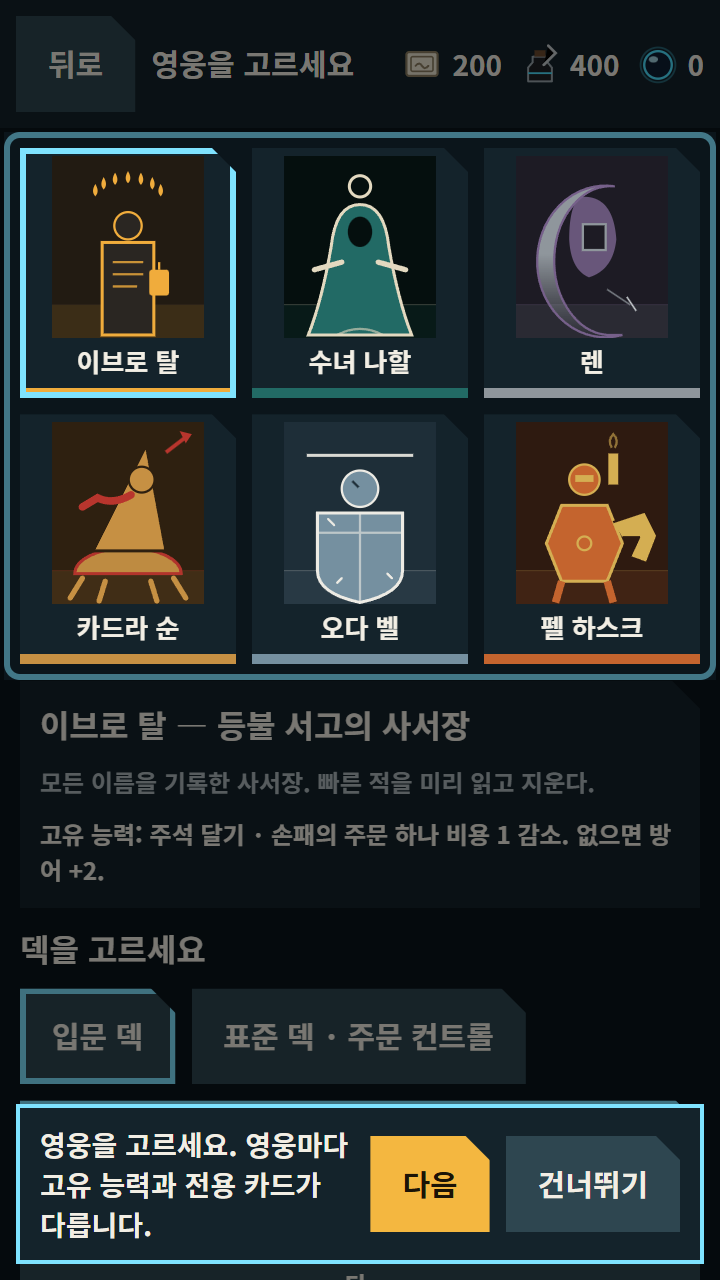 뒤로
영웅을 고르세요
200
400
0
이브로 탈
수녀 나할
렌
카드라 순
오다 벨
펠 하스크
이브로 탈 — 등불 서고의 사서장
모든 이름을 기록한 사서장. 빠른 적을 미리 읽고 지운다.
고유 능력: 주석 달기 · 손패의 주문 하나 비용 1 감소. 없으면 방
어 +2.
덱을 고르세요
입문 덱
표준 덱 · 주문 컨트롤
영웅을 고르세요. 영웅마다
고유 능력과 전용 카드가
다릅니다.
다음
건너뛰기